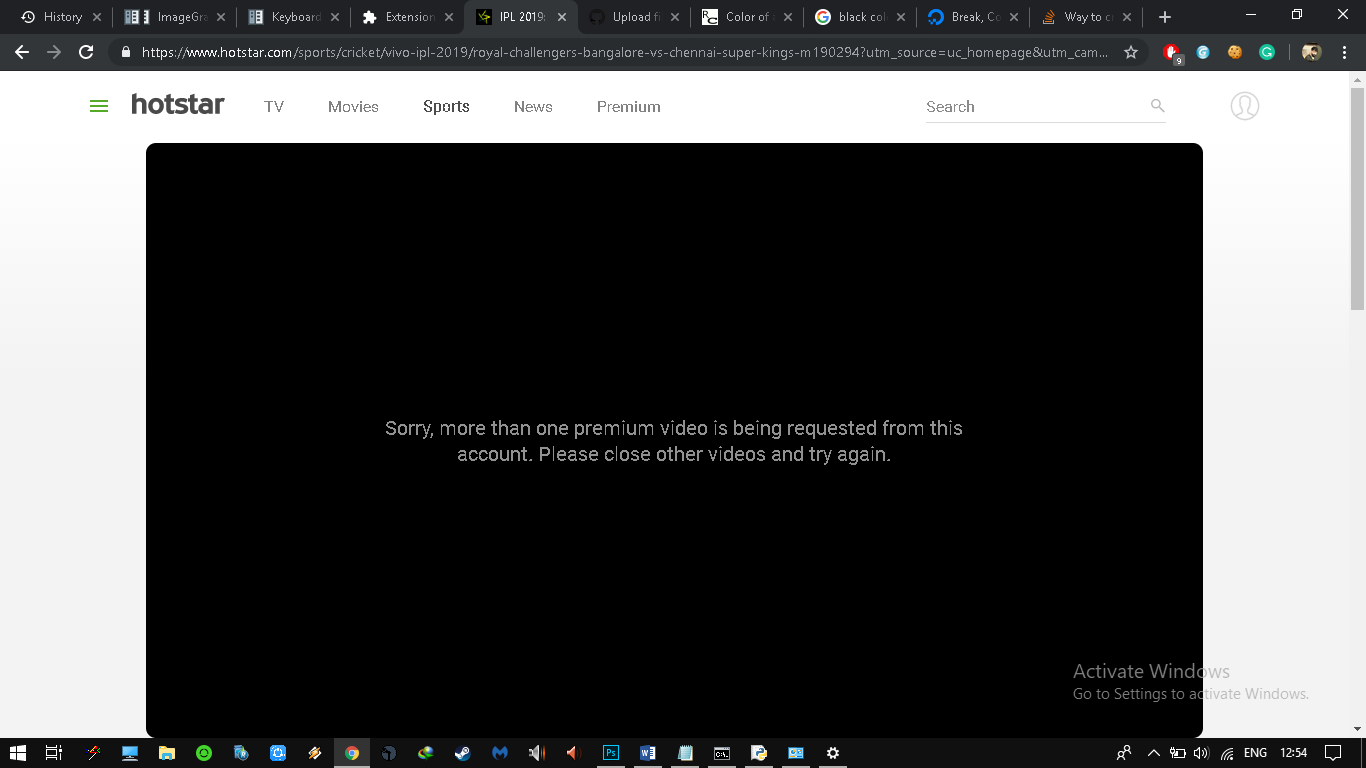 History
ImageGra
Keyboard
Extension
IPL 2019:
Upload fi
Color of a
black col
Break, Co
Way to cr
https://www.hotstar.com/sports/cricket/vivo-ipl-2019/royal-challengers-bangalore-vs-chennai-super-kings-m190294?utm_source=uc_homepage&utm_cam...
9
hotstar TV Movies Sports News Premium Search
Sorry, more than one premium video is being requested from this
account. Please close other videos and try again.
Activate Windows
Go to Settings to activate Windows.
ENG 12:54